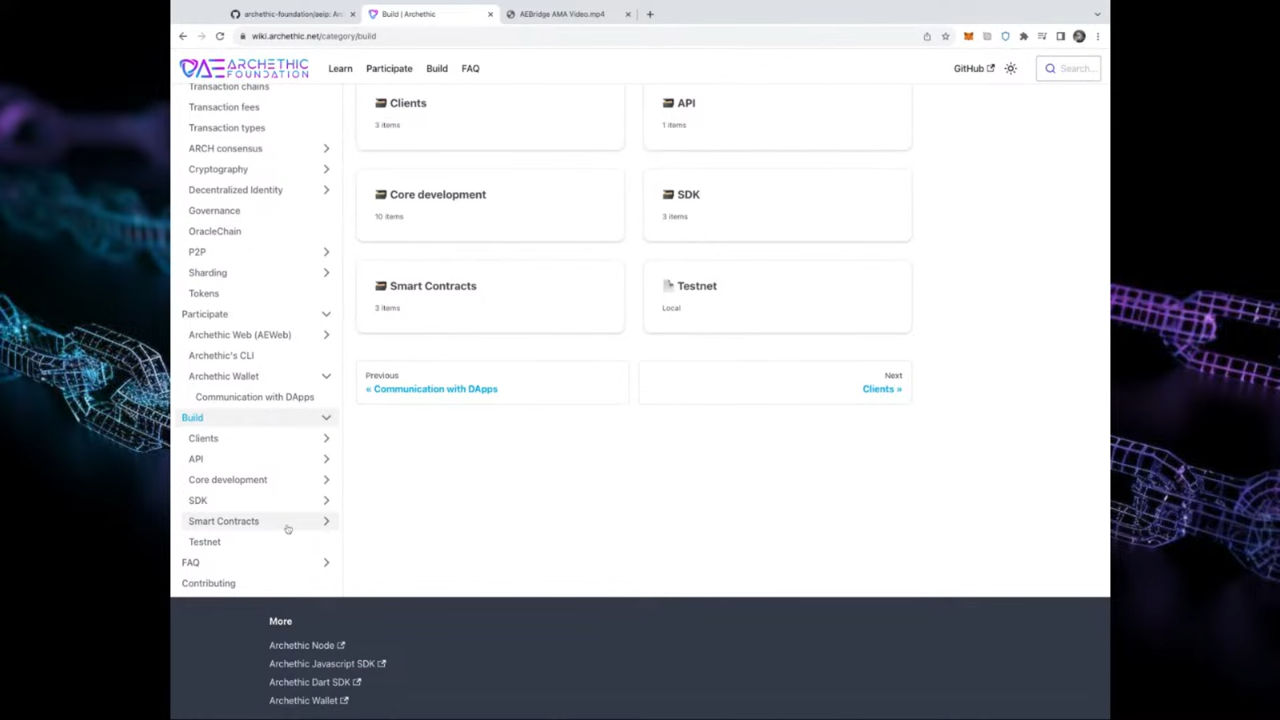 archethic-foundation/aeip: Arc
Build | Archethic
AEBridge AMA Video.mp4
wiki.archethic.net/category/build
ARCHETHIC
FOUNDATION
Learn
Participate
Build
FAQ
GitHub
Search...
Transaction chains
Transaction fees
Transaction types
ARCH consensus
Cryptography
Decentralized Identity
Governance
OracleChain
P2P
Sharding
Tokens
Participate
Archethic Web (AEWeb)
Archethic's CLI
Archethic Wallet
Communication with DApps
Build
Clients
API
Core development
SDK
Smart Contracts
Testnet
FAQ
Contributing
Clients
3 items
API
1 items
Core development
10 items
SDK
3 items
Smart Contracts
3 items
Testnet
Local
Previous
« Communication with DApps
Next
Clients »
More
Archethic Node
Archethic Javascript SDK
Archethic Dart SDK
Archethic Wallet